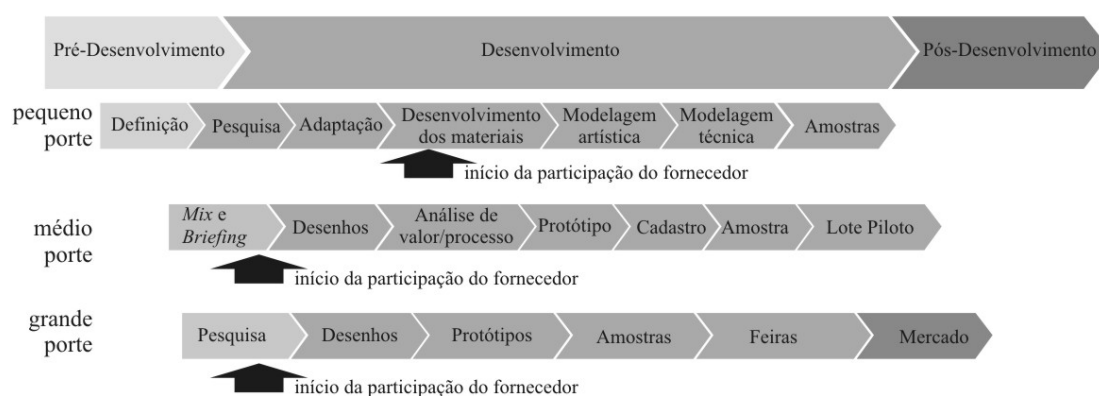 Pré-Desenvolvimento
Desenvolvimento
Pós-Desenvolvimento
pequeno
porte
Definição
Pesquisa
Adaptação
Desenvolvimento
dos materiais
Modelagem
artística
Modelagem
técnica
Amostras
início da participação do fornecedor
médio
porte
Mix e
Briefing
Desenhos
Análise de
valor/processo
Protótipo
Cadastro
Amostra
Lote Piloto
início da participação do fornecedor
grande
porte
Pesquisa
Desenhos
Protótipos
Amostras
Feiras
Mercado
início da participação do fornecedor